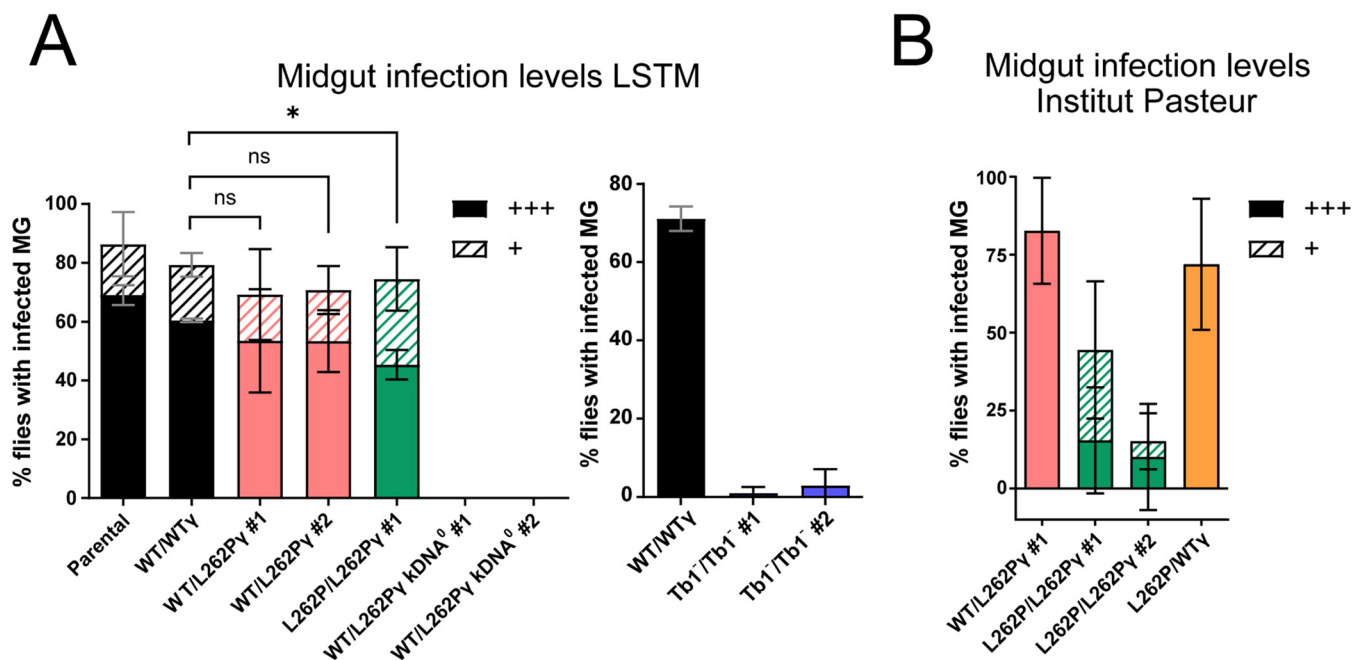 A
Midgut infection levels LSTM
*
ns
ns
+++
+
% flies with infected MG
100
80
60
40
20
0
Parental
WT/WTγ
WT/L262Pγ #1
WT/L262Pγ #2
L262P/L262Pγ #1
WT/L262Pγ kDNA⁰ #1
WT/L262Pγ kDNA⁰ #2
% flies with infected MG
80
60
40
20
0
WT/WTγ
Tb1⁻/Tb1⁻ #1
Tb1⁻/Tb1⁻ #2
B
Midgut infection levels
Institut Pasteur
+++
+
% flies with infected MG
100
75
50
25
0
WT/L262Pγ #1
L262P/L262Pγ #1
L262P/L262Pγ #2
L262P/WTγ